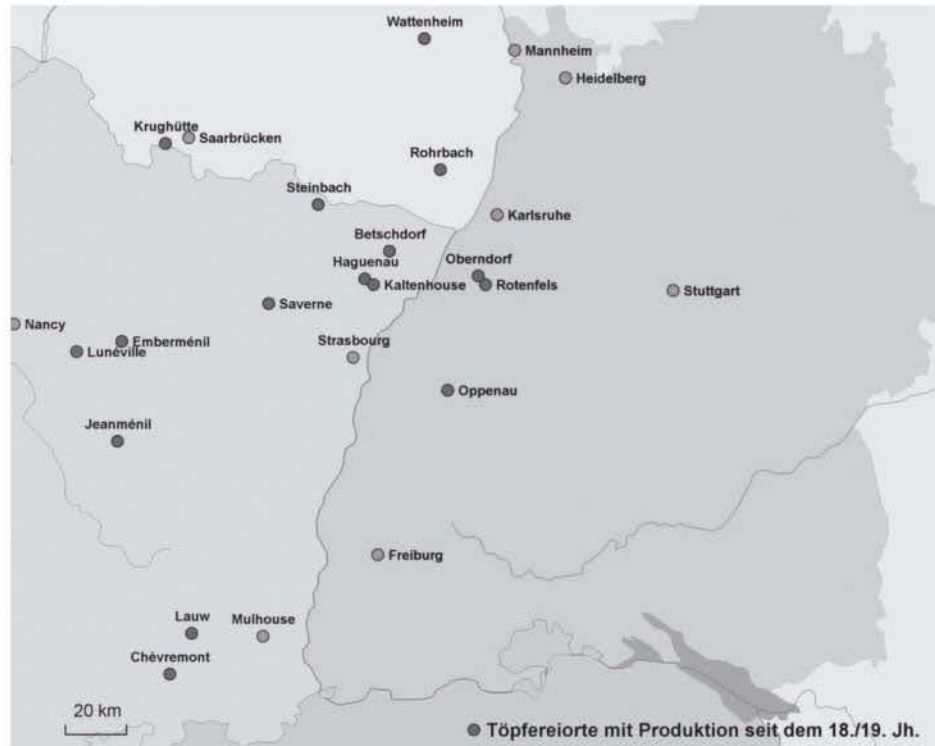 Wattenheim
Mannheim
Heidelberg
Krughütte
Saarbrücken
Rohrbach
Steinbach
Karlsruhe
Betschdorf
Haguenau
Oberndorf
Kaltenhouse
Rotenfels
Stuttgart
Saverne
Nancy
Emberménil
Strasbourg
Lunéville
Oppenau
Jeanménil
Freiburg
Lauw
Mulhouse
Chèvremont
20 km
Töpfereiorte mit Produktion seit dem 18./19. Jh.